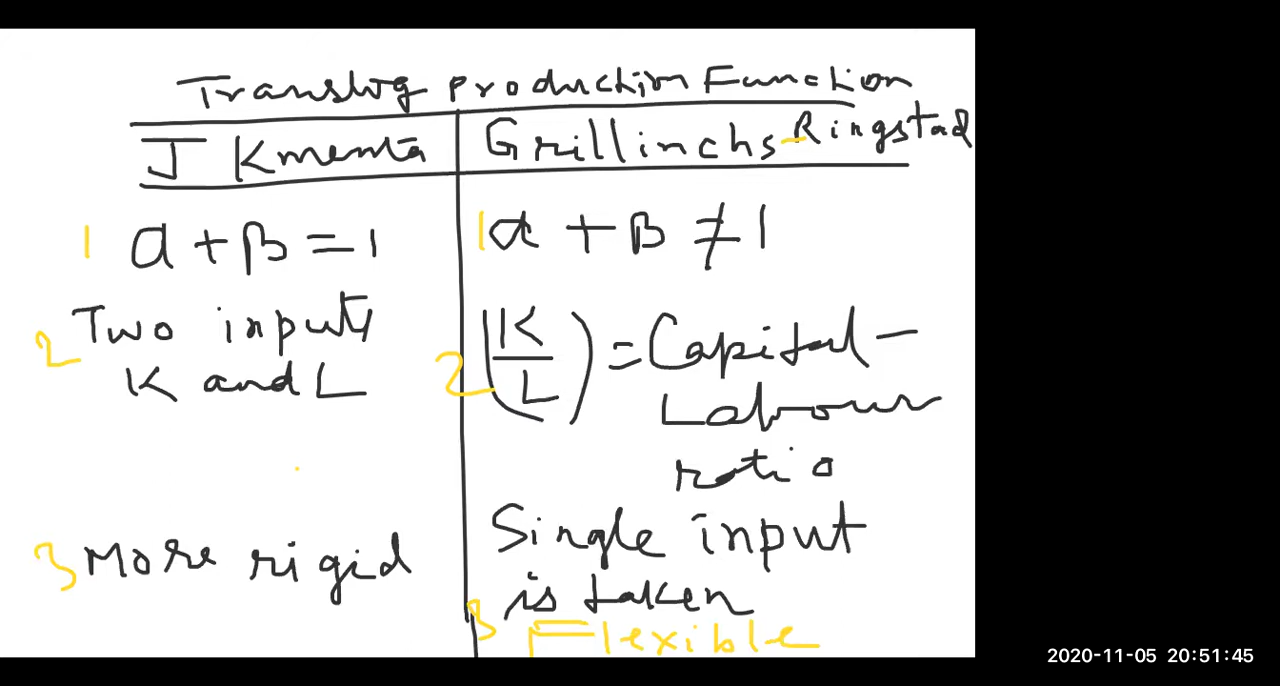 Translog production Function
J Kmenta
Grillinchs-Ringstad
1 α + β = 1
2 Two inputs
K and L
3 More rigid
1 α + β ≠ 1
2 (K/L) = Capital-
Labour
ratio
Single input
is taken
3 Flexible
2020-11-05 20:51:45